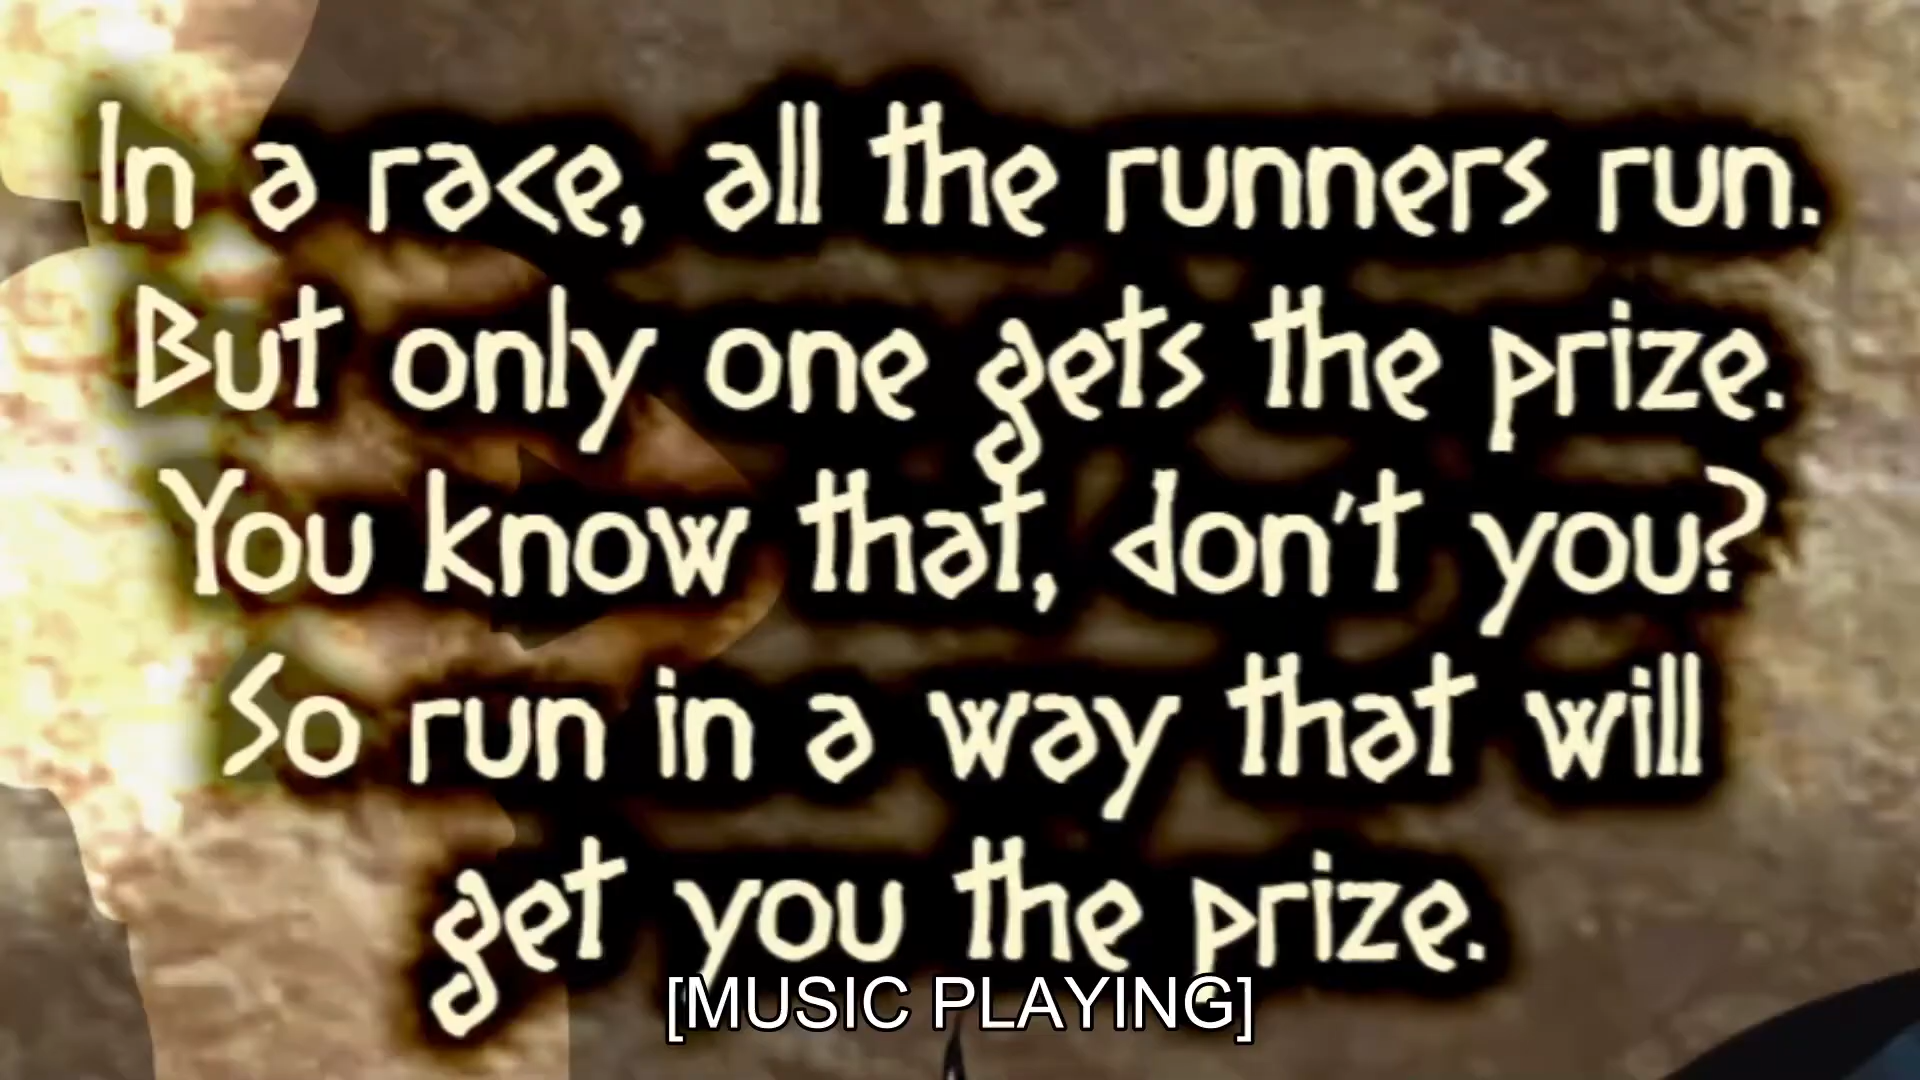 In a race, all the runners run.
But only one gets the prize.
You know that, don't you?
So run in a way that will
get you the prize.
[MUSIC PLAYING]